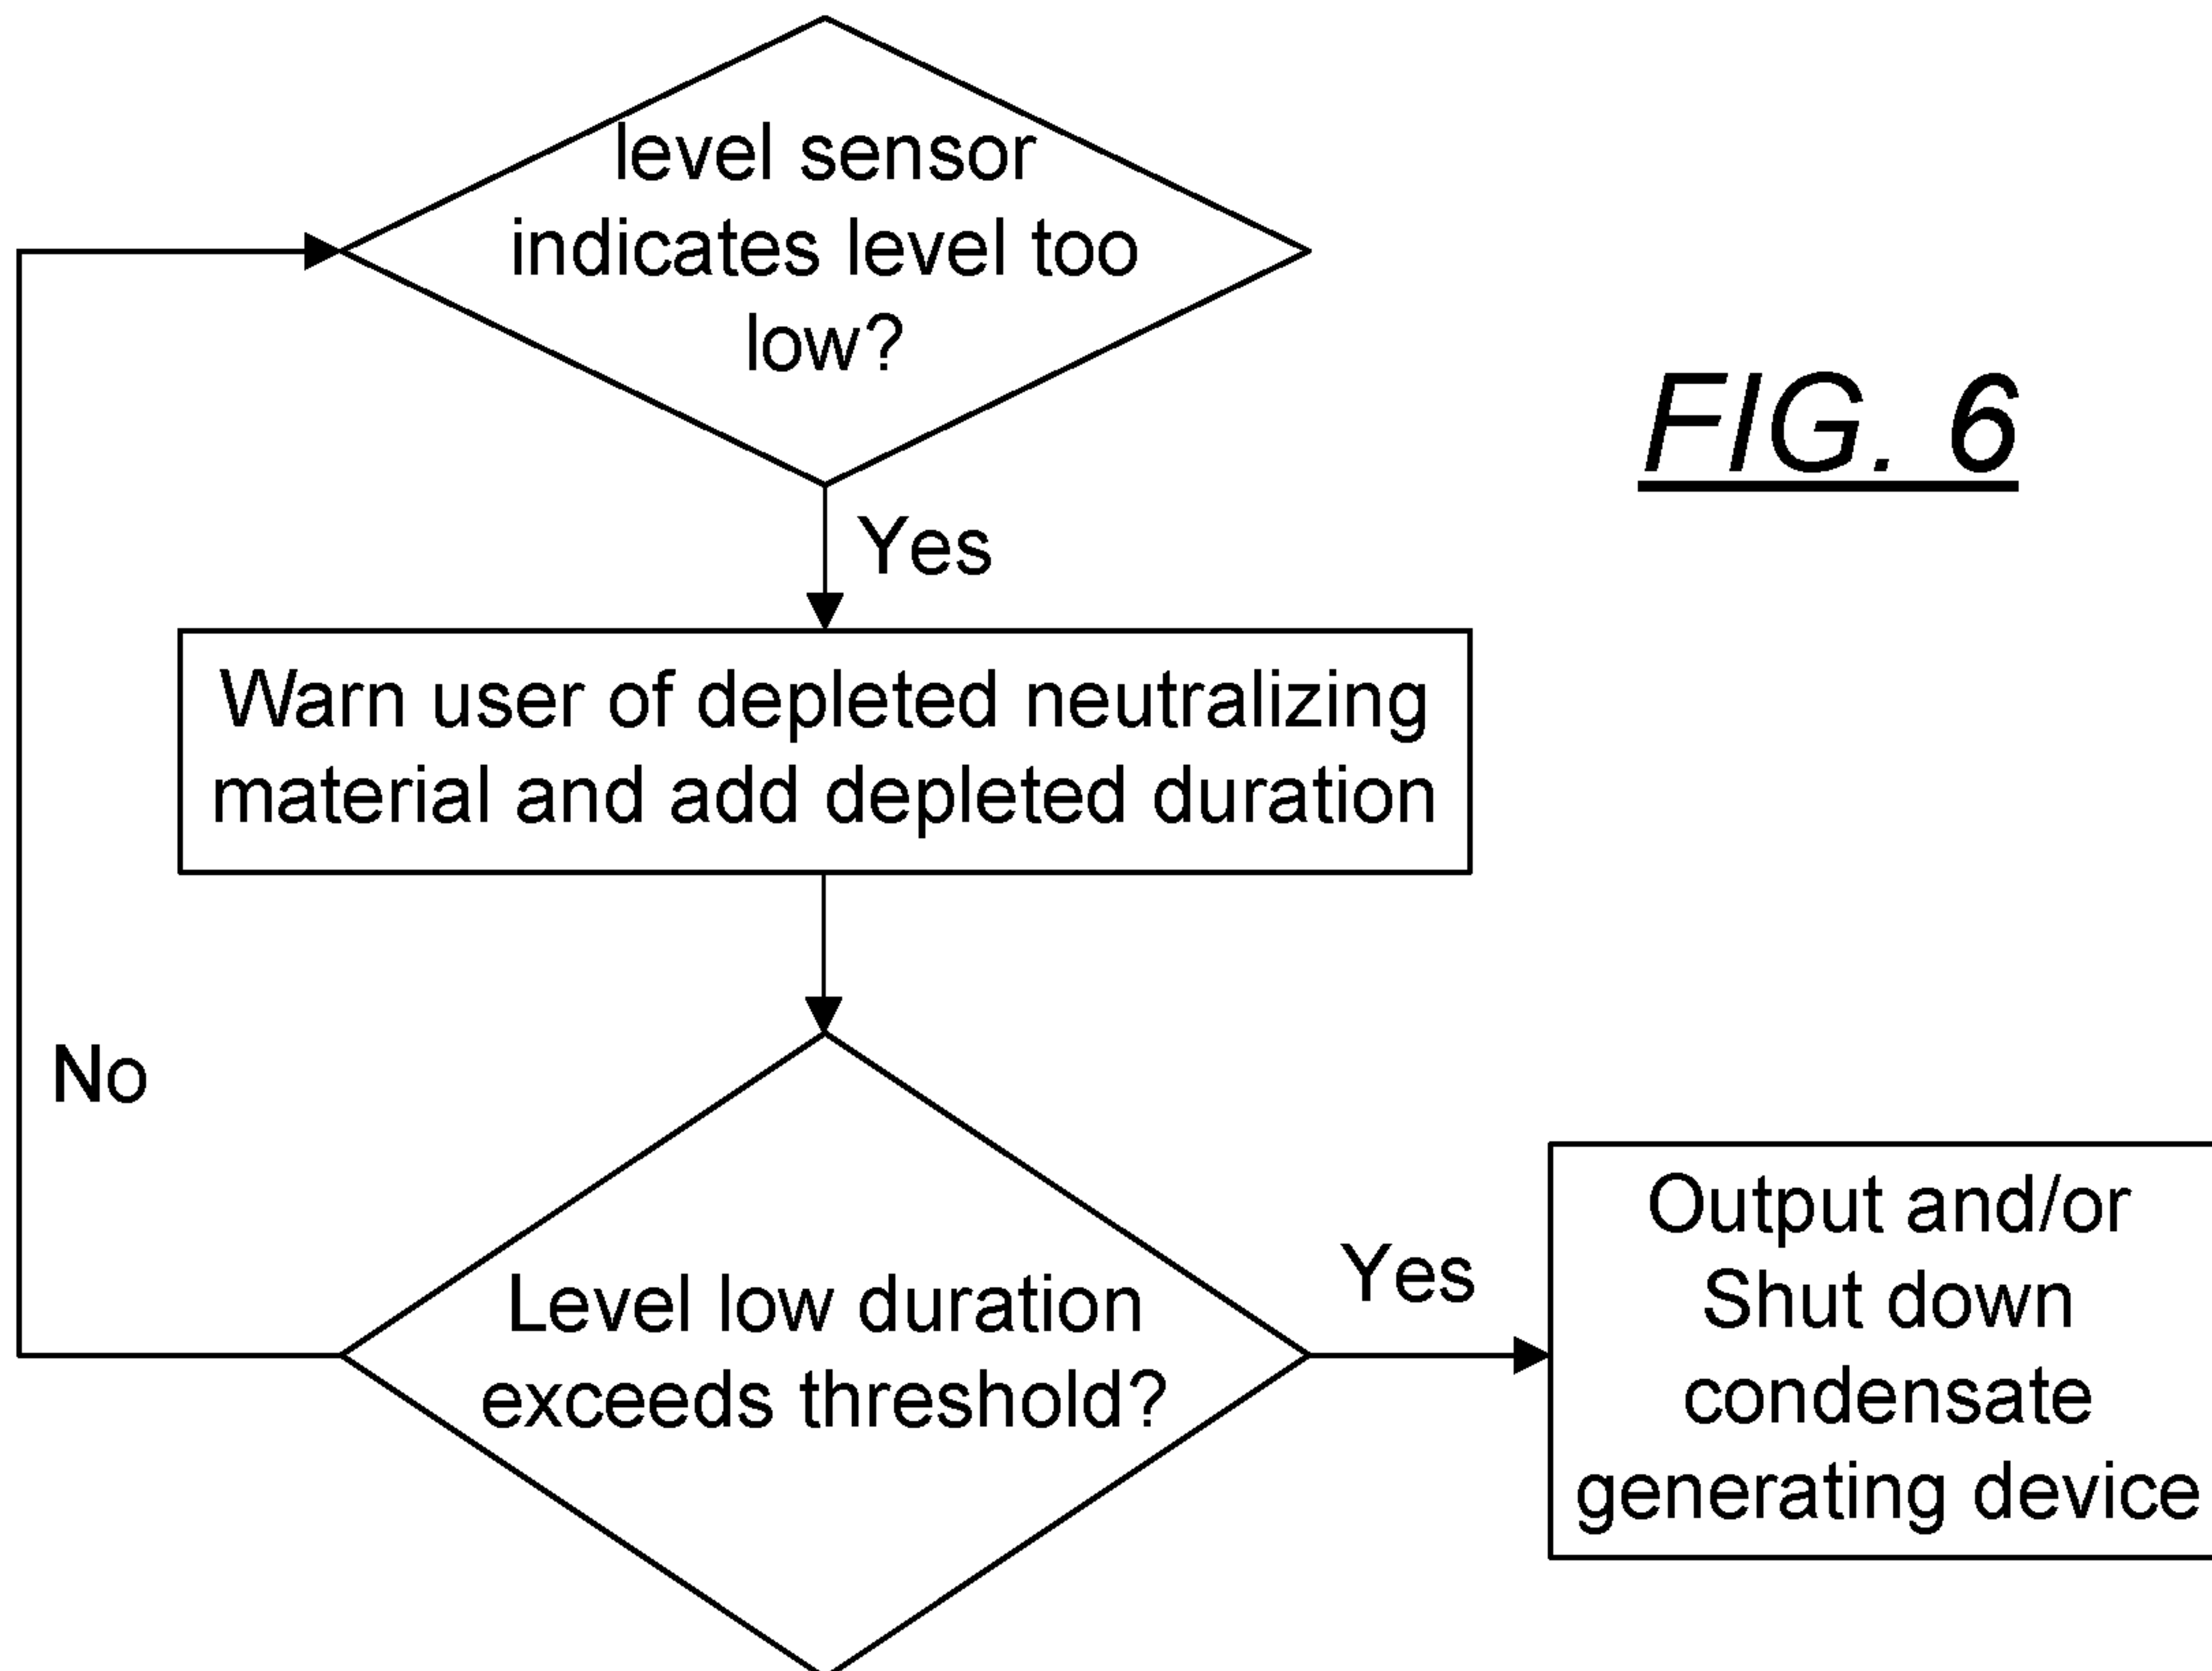 level sensor
indicates level too
low?
FIG. 6
Yes
Warn user of depleted neutralizing
material and add depleted duration
No
Level low duration
exceeds threshold?
Yes
Output and/or
Shut down
condensate
generating device